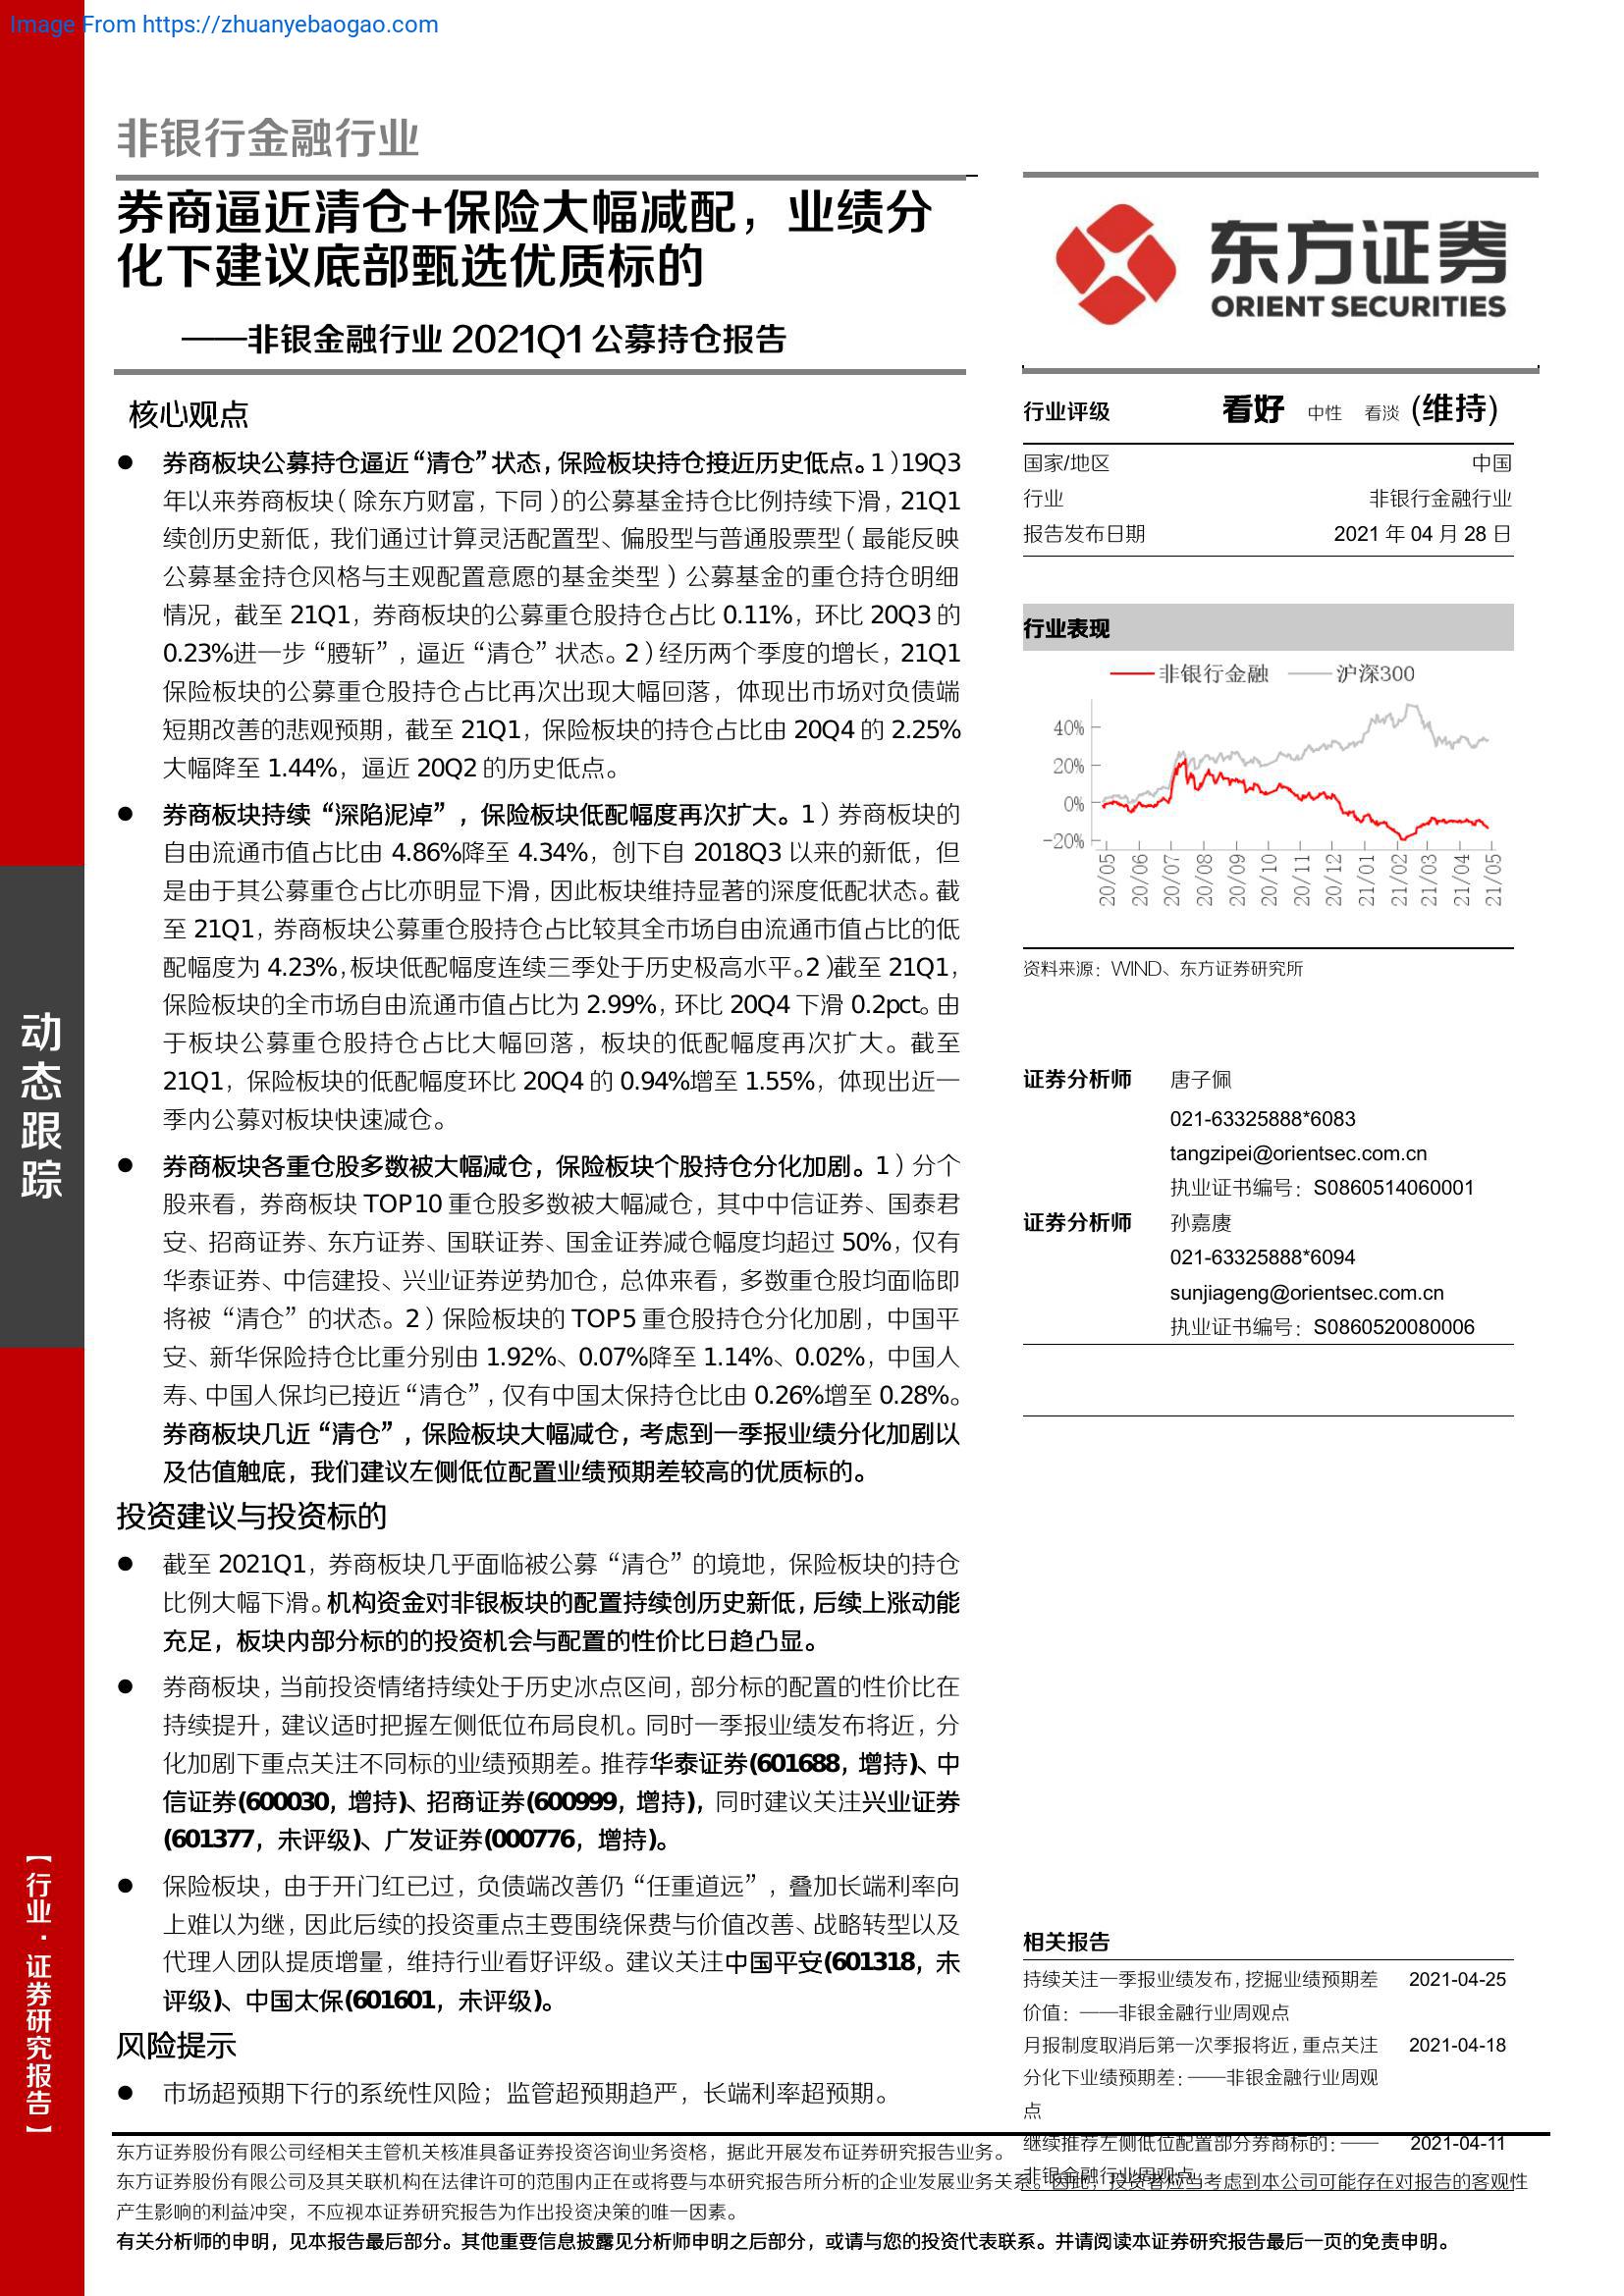 Image From https://zhuanyebaogao.com
非银行金融行业
券商逼近清仓+保险大幅减配，业绩分
化下建议底部甄选优质标的
——非银金融行业 2021Q1 公募持仓报告
核心观点
● 券商板块公募持仓逼近“清仓”状态，保险板块持仓接近历史低点。1）19Q3
年以来券商板块（除东方财富，下同）的公募基金持仓比例持续下滑，21Q1
续创历史新低，我们通过计算灵活配置型、偏股型与普通股票型（最能反映
公募基金持仓风格与主观配置意愿的基金类型）公募基金的重仓持仓明细
情况，截至 21Q1，券商板块的公募重仓股持仓占比 0.11%，环比 20Q3 的
0.23%进一步“腰斩”，逼近“清仓”状态。2）经历两个季度的增长，21Q1
保险板块的公募重仓股持仓占比再次出现大幅回落，体现出市场对负债端
短期改善的悲观预期，截至 21Q1，保险板块的持仓占比由 20Q4 的 2.25%
大幅降至 1.44%，逼近 20Q2 的历史低点。
● 券商板块持续“深陷泥淖”，保险板块低配幅度再次扩大。1）券商板块的
自由流通市值占比由 4.86%降至 4.34%，创下自 2018Q3 以来的新低，但
是由于其公募重仓占比亦明显下滑，因此板块维持显著的深度低配状态。截
至 21Q1，券商板块公募重仓股持仓占比较其全市场自由流通市值占比的低
配幅度为 4.23%，板块低配幅度连续三季处于历史极高水平。2）截至 21Q1，
保险板块的全市场自由流通市值占比为 2.99%，环比 20Q4 下滑 0.2pct。由
于板块公募重仓股持仓占比大幅回落，板块的低配幅度再次扩大。截至
21Q1，保险板块的低配幅度环比 20Q4 的 0.94%增至 1.55%，体现出近一
季内公募对板块快速减仓。
● 券商板块各重仓股多数被大幅减仓，保险板块个股持仓分化加剧。1）分个
股来看，券商板块 TOP10 重仓股多数被大幅减仓，其中中信证券、国泰君
安、招商证券、东方证券、国联证券、国金证券减仓幅度均超过 50%，仅有
华泰证券、中信建投、兴业证券逆势加仓，总体来看，多数重仓股均面临即
将被“清仓”的状态。2）保险板块的 TOP5 重仓股持仓分化加剧，中国平
安、新华保险持仓比重分别由 1.92%、0.07%降至 1.14%、0.02%，中国人
寿、中国人保均已接近“清仓”，仅有中国太保持仓比由 0.26%增至 0.28%。
券商板块几近“清仓”，保险板块大幅减仓，考虑到一季报业绩分化加剧以
及估值触底，我们建议左侧低位配置业绩预期差较高的优质标的。
投资建议与投资标的
● 截至 2021Q1，券商板块几乎面临被公募“清仓”的境地，保险板块的持仓
比例大幅下滑。机构资金对非银板块的配置持续创历史新低，后续上涨动能
充足，板块内部分标的的投资机会与配置的性价比日趋凸显。
● 券商板块，当前投资情绪持续处于历史冰点区间，部分标的配置的性价比在
持续提升，建议适时把握左侧低位布局良机。同时一季报业绩发布将近，分
化加剧下重点关注不同标的业绩预期差。推荐华泰证券(601688，增持)、中
信证券(600030，增持)、招商证券(600999，增持)，同时建议关注兴业证券
(601377，未评级)、广发证券(000776，增持)。
● 保险板块，由于开门红已过，负债端改善仍“任重道远”，叠加长端利率向
上难以为继，因此后续的投资重点主要围绕保费与价值改善、战略转型以及
代理人团队提质增量，维持行业看好评级。建议关注中国平安(601318，未
评级)、中国太保(601601，未评级)。
风险提示
● 市场超预期下行的系统性风险；监管超预期趋严，长端利率超预期。
东方证券
ORIENT SECURITIES
行业评级 看好 中性 看淡 (维持)
国家/地区 中国
行业 非银行金融行业
报告发布日期 2021 年 04 月 28 日
行业表现
非银行金融 沪深300
40%
20%
0%
-20%
20/05 20/06 20/07 20/08 20/09 20/10 20/11 20/12 21/01 21/02 21/03 21/04 21/05
资料来源：WIND、东方证券研究所
证券分析师 唐子佩
021-63325888*6083
tangzipei@orientsec.com.cn
执业证书编号：S0860514060001
证券分析师 孙嘉赓
021-63325888*6094
sunjiageng@orientsec.com.cn
执业证书编号：S0860520080006
相关报告
持续关注一季报业绩发布，挖掘业绩预期差 2021-04-25
价值：——非银金融行业周观点
月报制度取消后第一次季报将近，重点关注 2021-04-18
分化下业绩预期差：——非银金融行业周观
点
继续推荐左侧低位配置部分券商标的：—— 2021-04-11
非银金融行业周观点
动态跟踪
【行业·证券研究报告】
东方证券股份有限公司经相关主管机关核准具备证券投资咨询业务资格，据此开展发布证券研究报告业务。
东方证券股份有限公司及其关联机构在法律许可的范围内正在或将要与本研究报告所分析的企业发展业务关系。因此，投资者应当考虑到本公司可能存在对报告的客观性
产生影响的利益冲突，不应视本证券研究报告为作出投资决策的唯一因素。
有关分析师的申明，见本报告最后部分。其他重要信息披露见分析师申明之后部分，或请与您的投资代表联系。并请阅读本证券研究报告最后一页的免责申明。